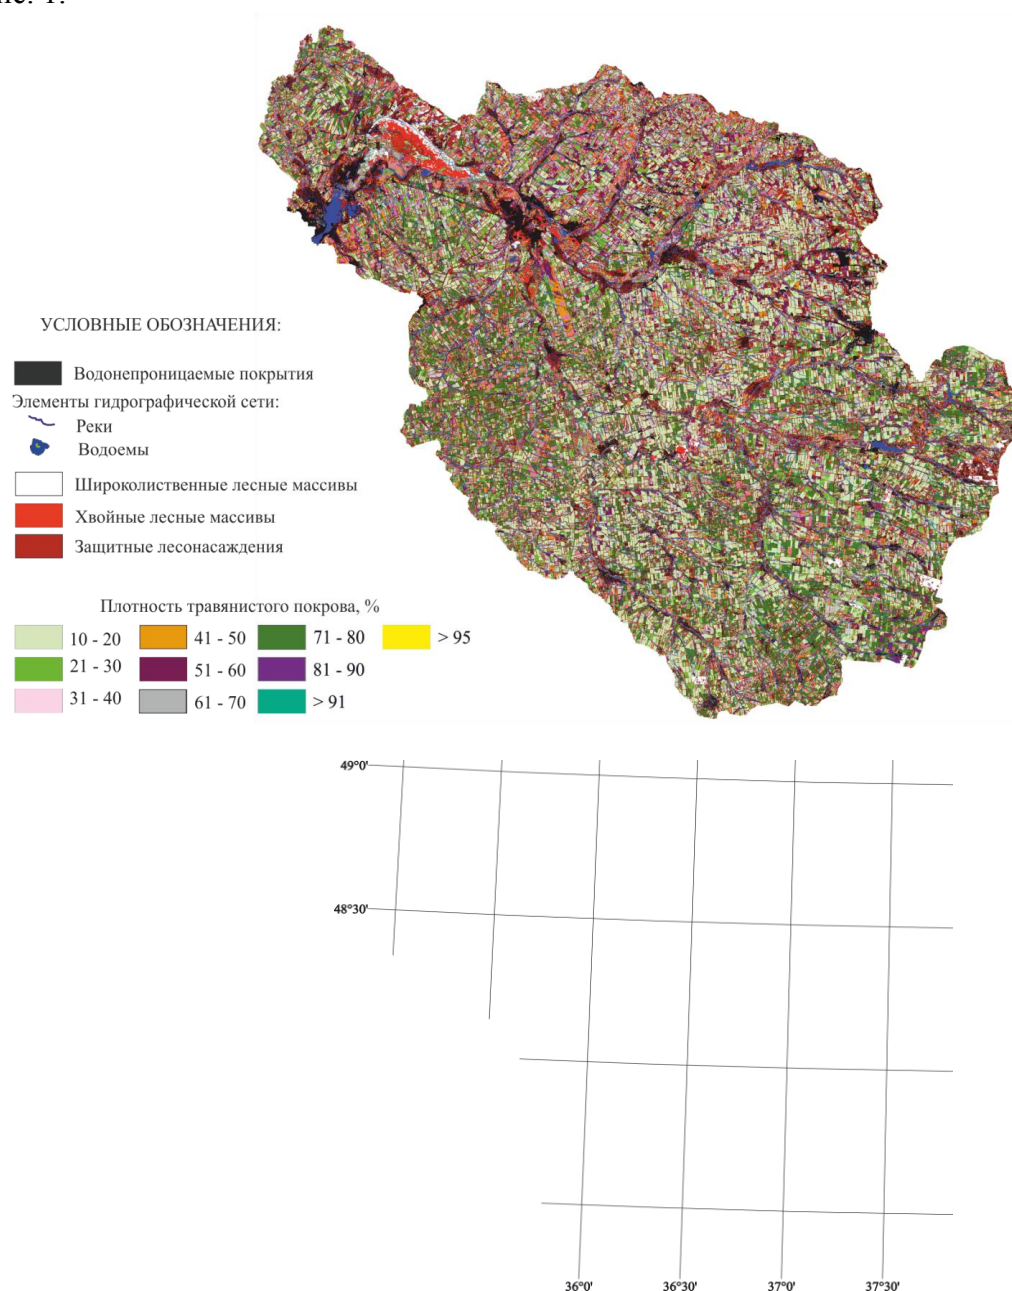 ис. 1.
УСЛОВНЫЕ ОБОЗНАЧЕНИЯ:
Водонепроницаемые покрытия
Элементы гидрографической сети:
Реки
Водоемы
Широколиственные лесные массивы
Хвойные лесные массивы
Защитные лесонасаждения
Плотность травянистого покрова, %
10 - 20 41 - 50 71 - 80 > 95
21 - 30 51 - 60 81 - 90
31 - 40 61 - 70 > 91
49°0'
48°30'
36°0' 36°30' 37°0' 37°30'